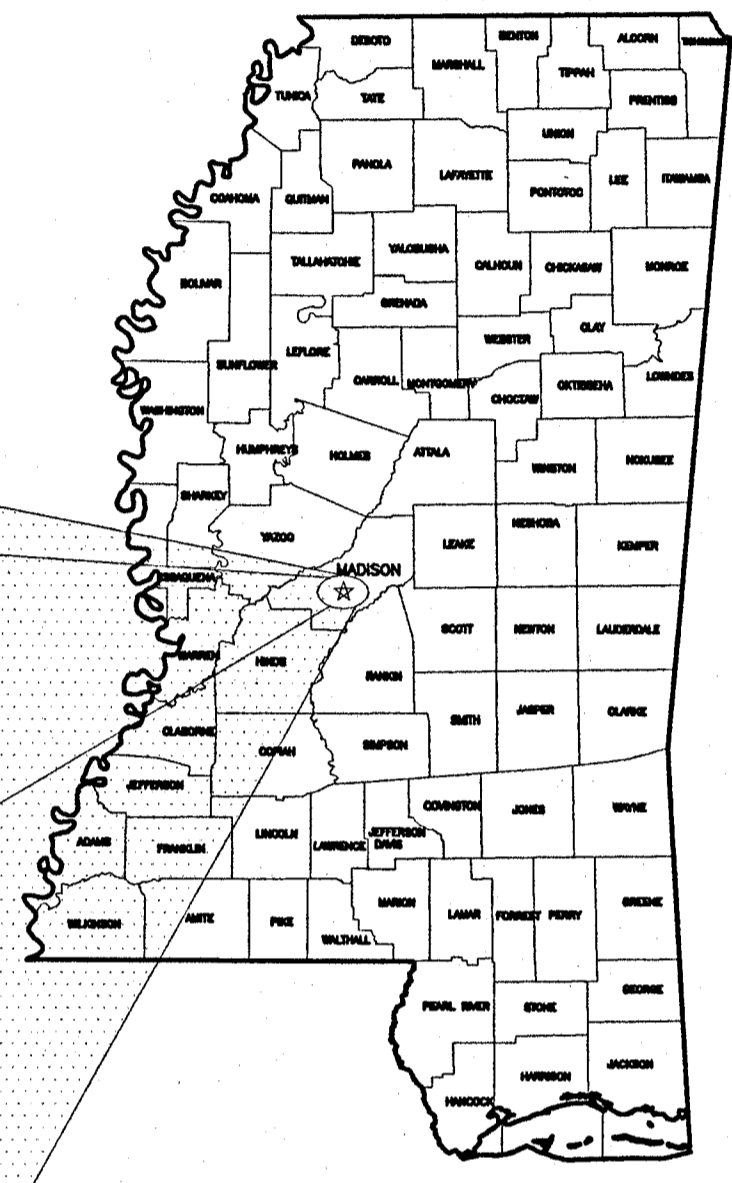 DESOTO
BENTON
ALCORN
MARSHALL
TIPPAH
TUNICA
TATE
PRENTISS
UNION
PANOLA
LAFAYETTE
PONTOTOC
LEE
ITAWAMBA
COAHOMA
QUITMAN
TALLAHATCHIE
YALOBUSHA
CALHOUN
CHICKASAW
MONROE
BOLIVAR
GRENADA
CLAY
WEBSTER
LEFLORE
SUNFLOWER
CARROLL
MONTGOMERY
CHOCTAW
OKTIBBEHA
LOWNDES
WASHINGTON
HUMPHREYS
HOLMES
ATTALA
WINSTON
NOXUBEE
SHARKEY
YAZOO
LEAKE
NESHOBA
KEMPER
MADISON
ISSAQUENA
SCOTT
NEWTON
LAUDERDALE
WARREN
HINDS
RANKIN
SMITH
JASPER
CLARKE
CLAIBORNE
COPIAH
SIMPSON
JEFFERSON
COVINGTON
JONES
WAYNE
ADAMS
FRANKLIN
LINCOLN
LAWRENCE
JEFFERSON
DAVIS
WILKINSON
AMITE
PIKE
WALTHALL
MARION
LAMAR
FORREST
PERRY
GREENE
PEARL RIVER
STONE
GEORGE
HANCOCK
HARRISON
JACKSON